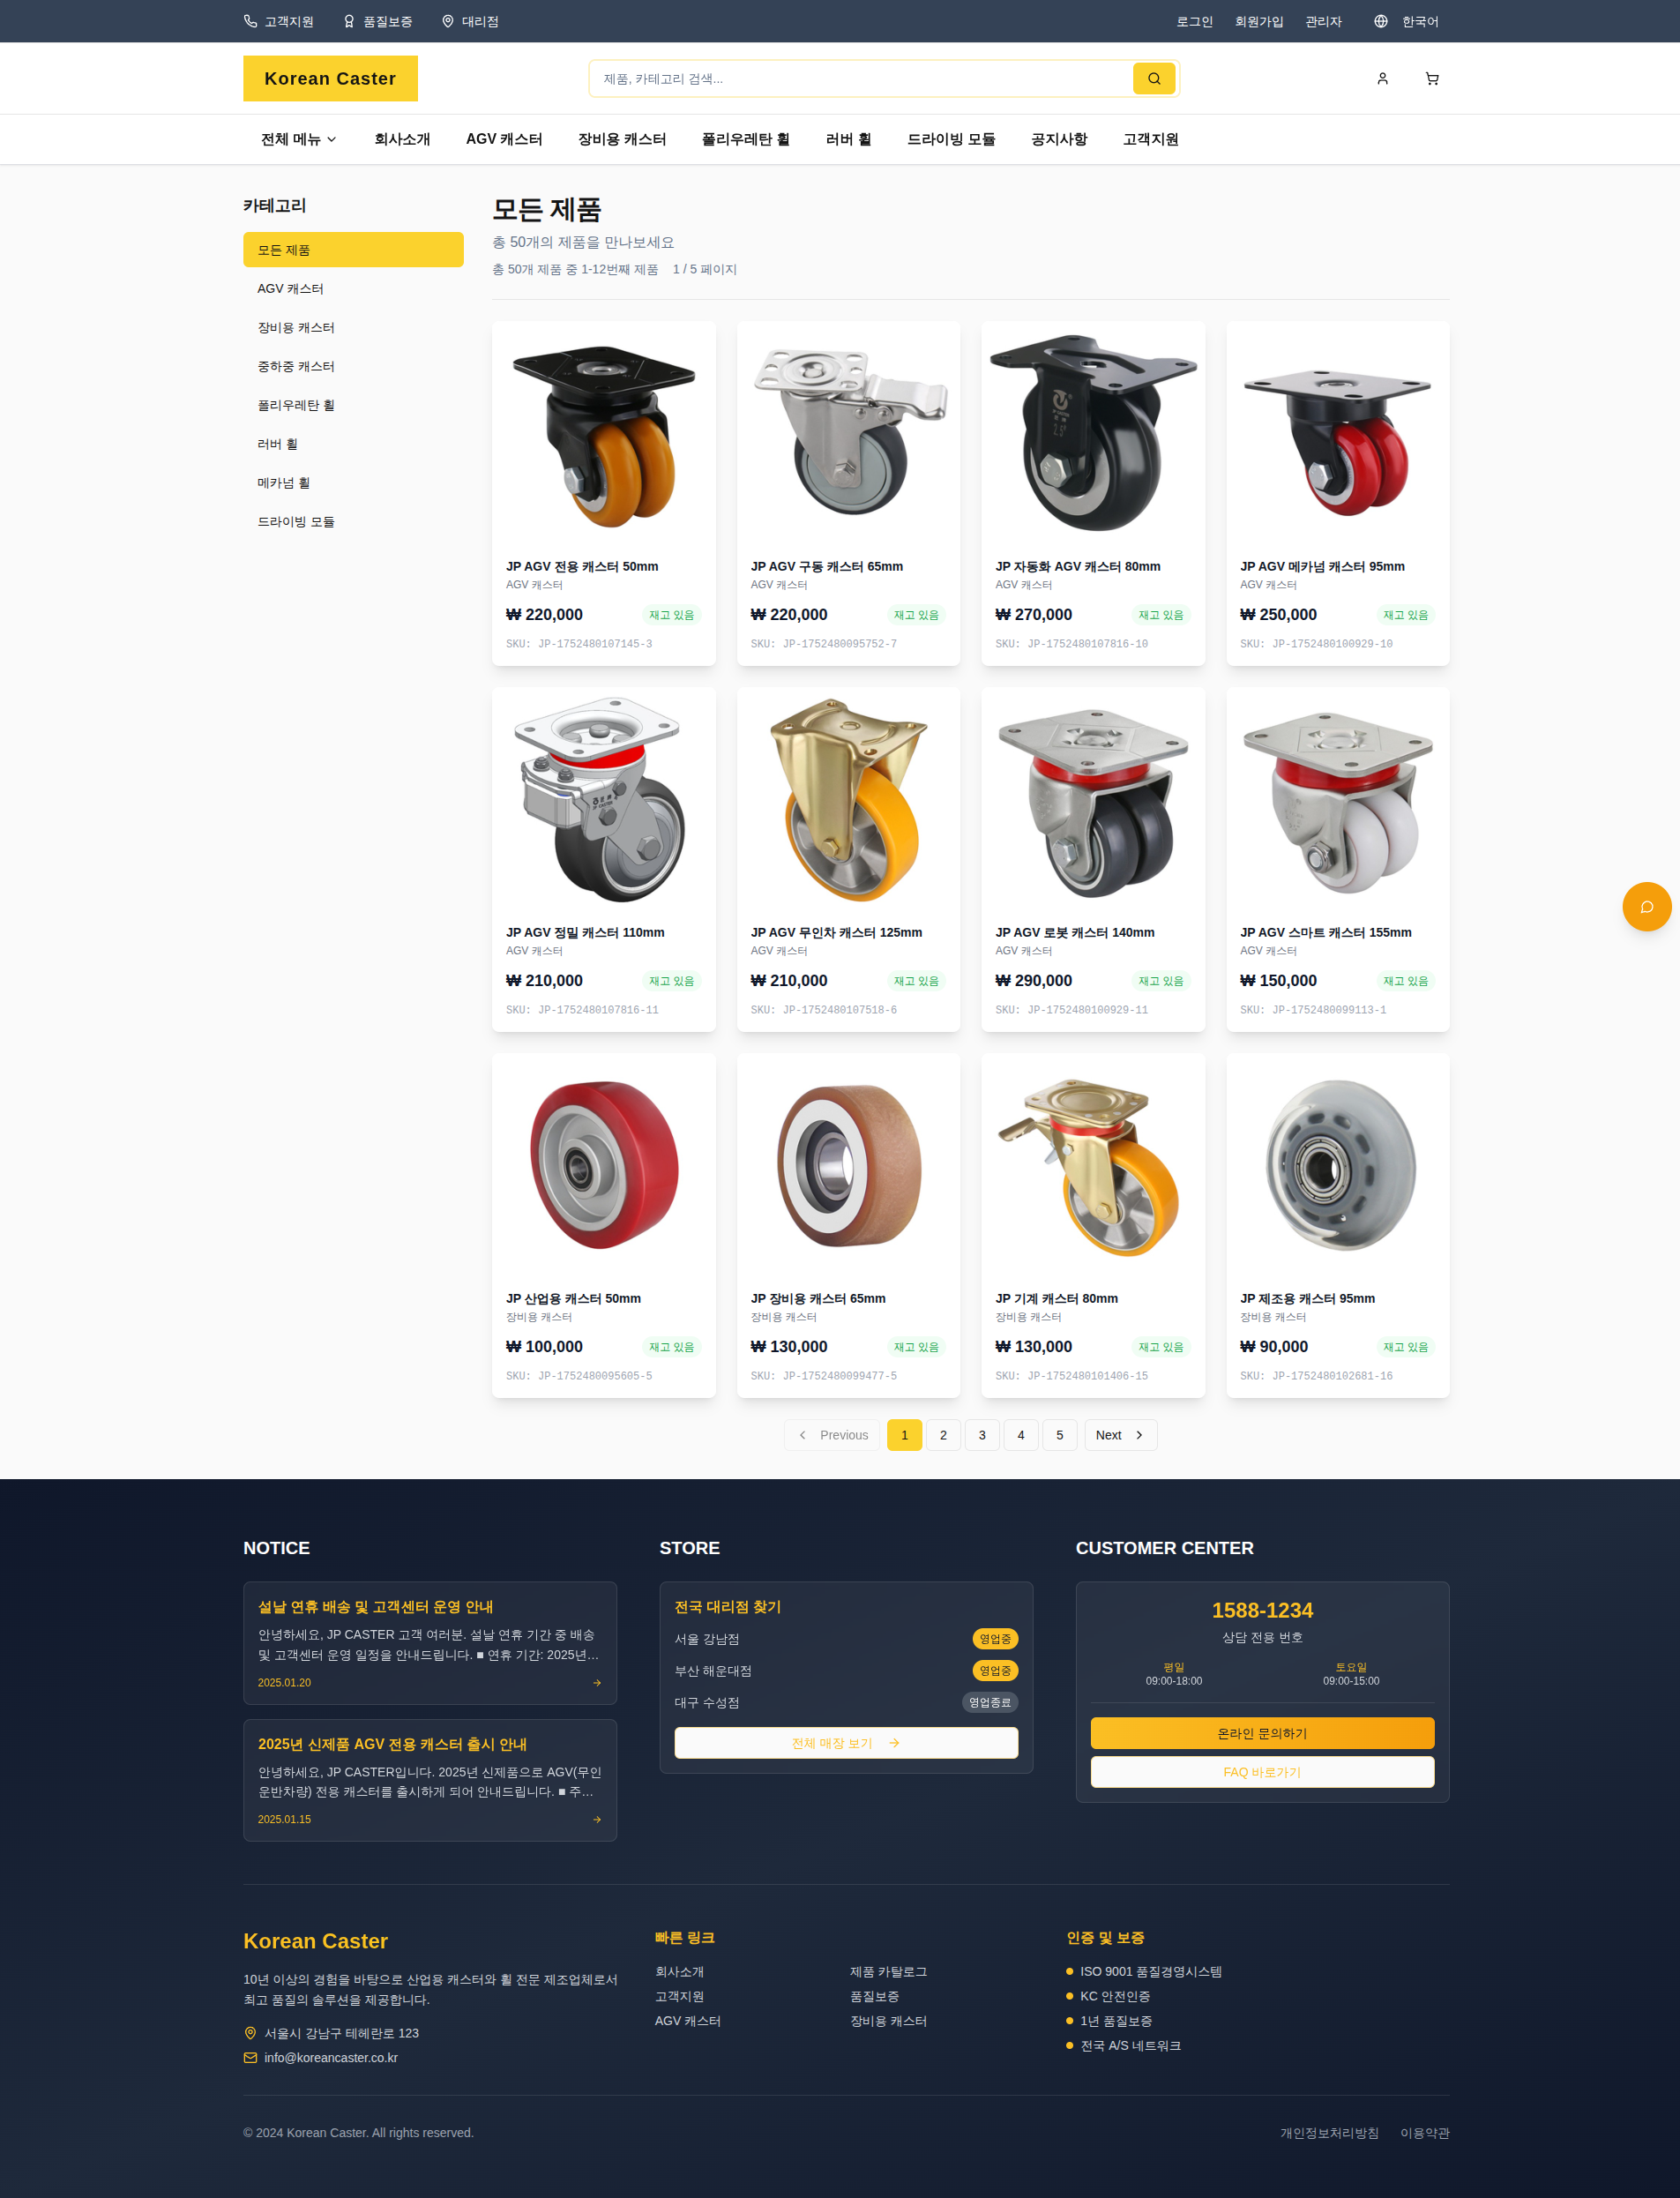 고객지원 품질보증 대리점 로그인 회원가입 관리자 한국어
Korean Caster
제품, 카테고리 검색...
전체 메뉴 회사소개 AGV 캐스터 장비용 캐스터 폴리우레탄 휠 러버 휠 드라이빙 모듈 공지사항 고객지원
카테고리
모든 제품
AGV 캐스터
장비용 캐스터
중하중 캐스터
폴리우레탄 휠
러버 휠
메카넘 휠
드라이빙 모듈
모든 제품
총 50개의 제품을 만나보세요
총 50개 제품 중 1-12번째 제품 1 / 5 페이지
JP AGV 전용 캐스터 50mm
AGV 캐스터
₩ 220,000 재고 있음
SKU: JP-1752480107145-3
JP AGV 구동 캐스터 65mm
AGV 캐스터
₩ 220,000 재고 있음
SKU: JP-1752480095752-7
JP 자동화 AGV 캐스터 80mm
AGV 캐스터
₩ 270,000 재고 있음
SKU: JP-1752480107816-10
JP AGV 메카넘 캐스터 95mm
AGV 캐스터
₩ 250,000 재고 있음
SKU: JP-1752480100929-10
JP AGV 정밀 캐스터 110mm
AGV 캐스터
₩ 210,000 재고 있음
SKU: JP-1752480107816-11
JP AGV 무인차 캐스터 125mm
AGV 캐스터
₩ 210,000 재고 있음
SKU: JP-1752480107518-6
JP AGV 로봇 캐스터 140mm
AGV 캐스터
₩ 290,000 재고 있음
SKU: JP-1752480100929-11
JP AGV 스마트 캐스터 155mm
AGV 캐스터
₩ 150,000 재고 있음
SKU: JP-1752480099113-1
JP 산업용 캐스터 50mm
장비용 캐스터
₩ 100,000 재고 있음
SKU: JP-1752480095605-5
JP 장비용 캐스터 65mm
장비용 캐스터
₩ 130,000 재고 있음
SKU: JP-1752480099477-5
JP 기계 캐스터 80mm
장비용 캐스터
₩ 130,000 재고 있음
SKU: JP-1752480101406-15
JP 제조용 캐스터 95mm
장비용 캐스터
₩ 90,000 재고 있음
SKU: JP-1752480102681-16
Previous 1 2 3 4 5 Next
NOTICE
설날 연휴 배송 및 고객센터 운영 안내
안녕하세요, JP CASTER 고객 여러분. 설날 연휴 기간 중 배송
및 고객센터 운영 일정을 안내드립니다. ■ 연휴 기간: 2025년…
2025.01.20
2025년 신제품 AGV 전용 캐스터 출시 안내
안녕하세요, JP CASTER입니다. 2025년 신제품으로 AGV(무인
운반차량) 전용 캐스터를 출시하게 되어 안내드립니다. ■ 주…
2025.01.15
STORE
전국 대리점 찾기
서울 강남점 영업중
부산 해운대점 영업중
대구 수성점 영업종료
전체 매장 보기
CUSTOMER CENTER
1588-1234
상담 전용 번호
평일 토요일
09:00-18:00 09:00-15:00
온라인 문의하기
FAQ 바로가기
Korean Caster
10년 이상의 경험을 바탕으로 산업용 캐스터와 휠 전문 제조업체로서
최고 품질의 솔루션을 제공합니다.
서울시 강남구 테헤란로 123
info@koreancaster.co.kr
빠른 링크
회사소개 제품 카탈로그
고객지원 품질보증
AGV 캐스터 장비용 캐스터
인증 및 보증
ISO 9001 품질경영시스템
KC 안전인증
1년 품질보증
전국 A/S 네트워크
© 2024 Korean Caster. All rights reserved.
개인정보처리방침 이용약관